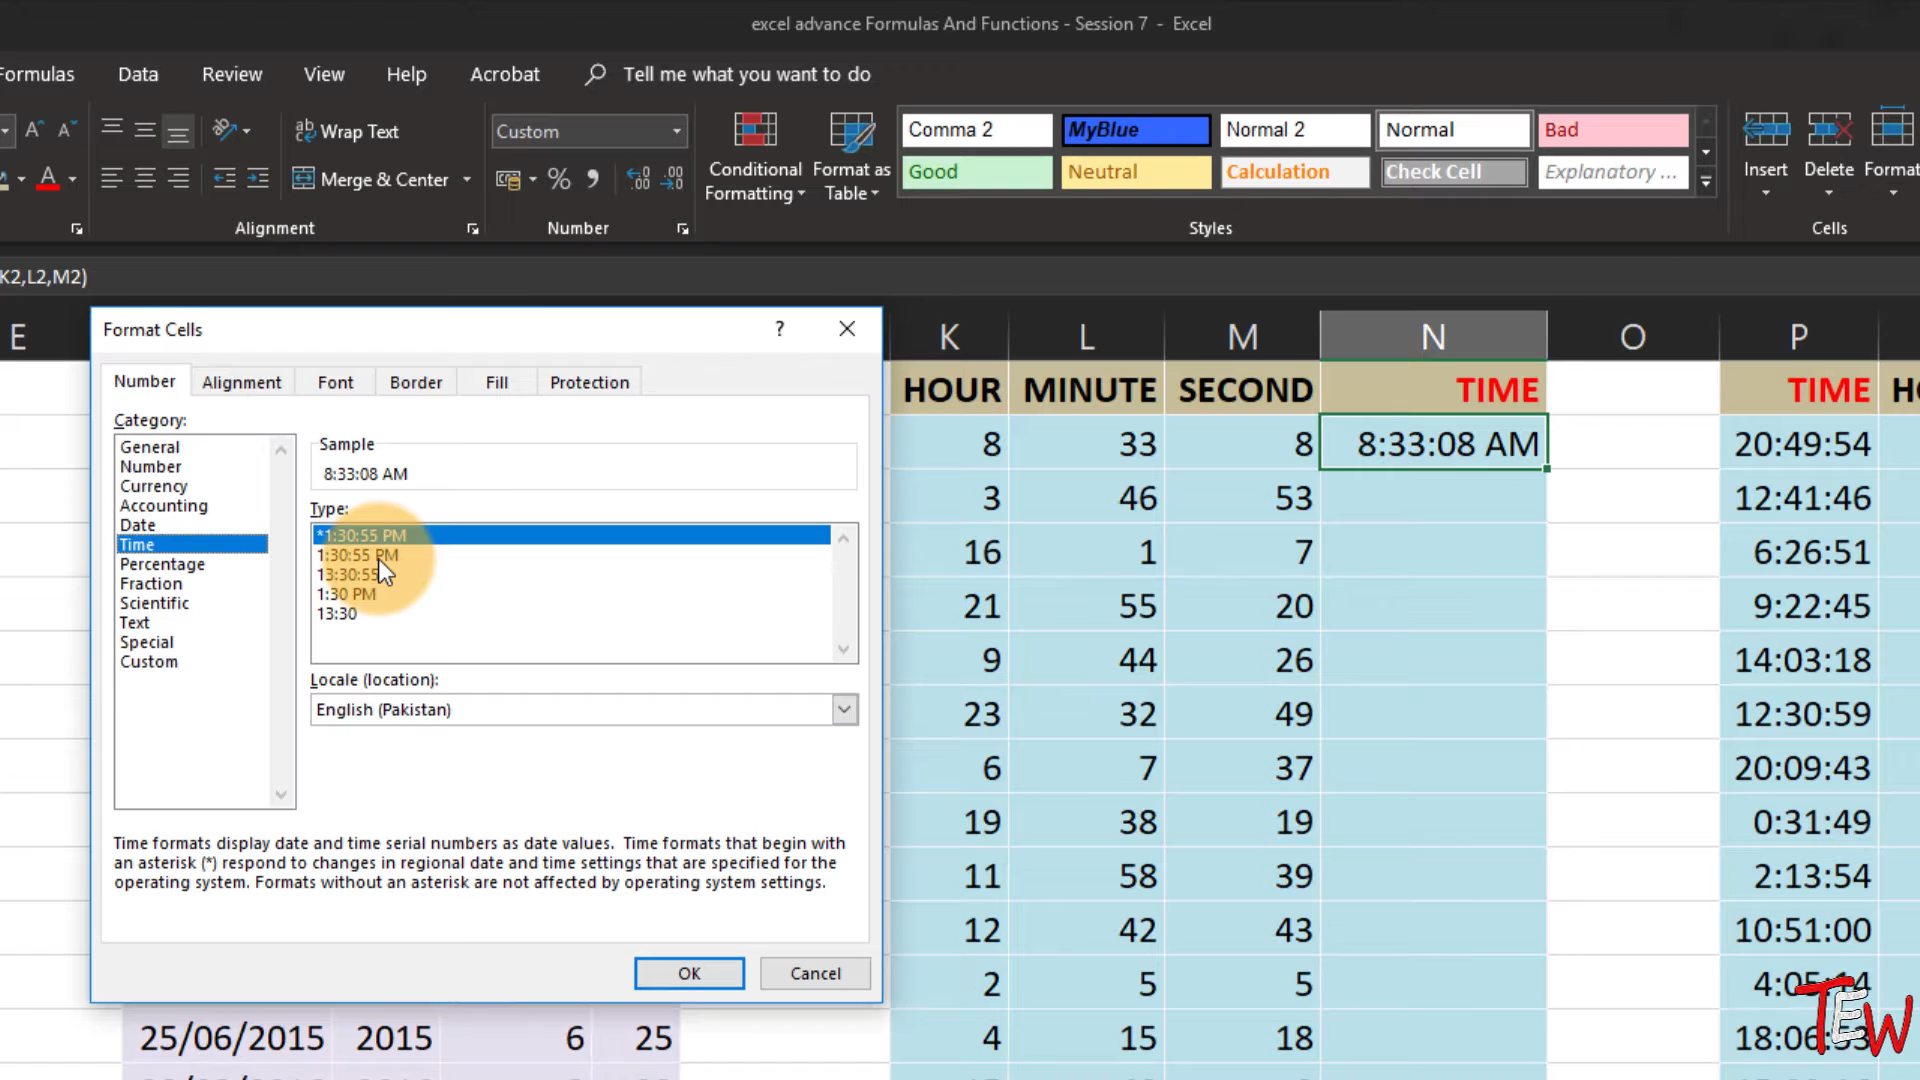 excel advance Formulas And Functions - Session 7 - Excel
Formulas Data Review View Help Acrobat Tell me what you want to do
Wrap Text
Merge & Center
Alignment
Custom
Number
Conditional Formatting
Format as Table
Comma 2 MyBlue Normal 2 Normal Bad
Good Neutral Calculation Check Cell Explanatory ...
Styles
Insert Delete Format
Cells
K2,L2,M2)
E K L M N O P
Format Cells ?
Number Alignment Font Border Fill Protection
Category:
General
Number
Currency
Accounting
Date
Time
Percentage
Fraction
Scientific
Text
Special
Custom
Sample
8:33:08 AM
Type:
*1:30:55 PM
1:30:55 PM
13:30:55
1:30 PM
13:30
Locale (location):
English (Pakistan)
Time formats display date and time serial numbers as date values. Time formats that begin with
an asterisk (*) respond to changes in regional date and time settings that are specified for the
operating system. Formats without an asterisk are not affected by operating system settings.
OK Cancel
HOUR MINUTE SECOND TIME TIME HO
8 33 8 8:33:08 AM 20:49:54
3 46 53 12:41:46
16 1 7 6:26:51
21 55 20 9:22:45
9 44 26 14:03:18
23 32 49 12:30:59
6 7 37 20:09:43
19 38 19 0:31:49
11 58 39 2:13:54
12 42 43 10:51:00
2 5 5 4:05:14
25/06/2015 2015 6 25 4 15 18 18:06:53
TEW